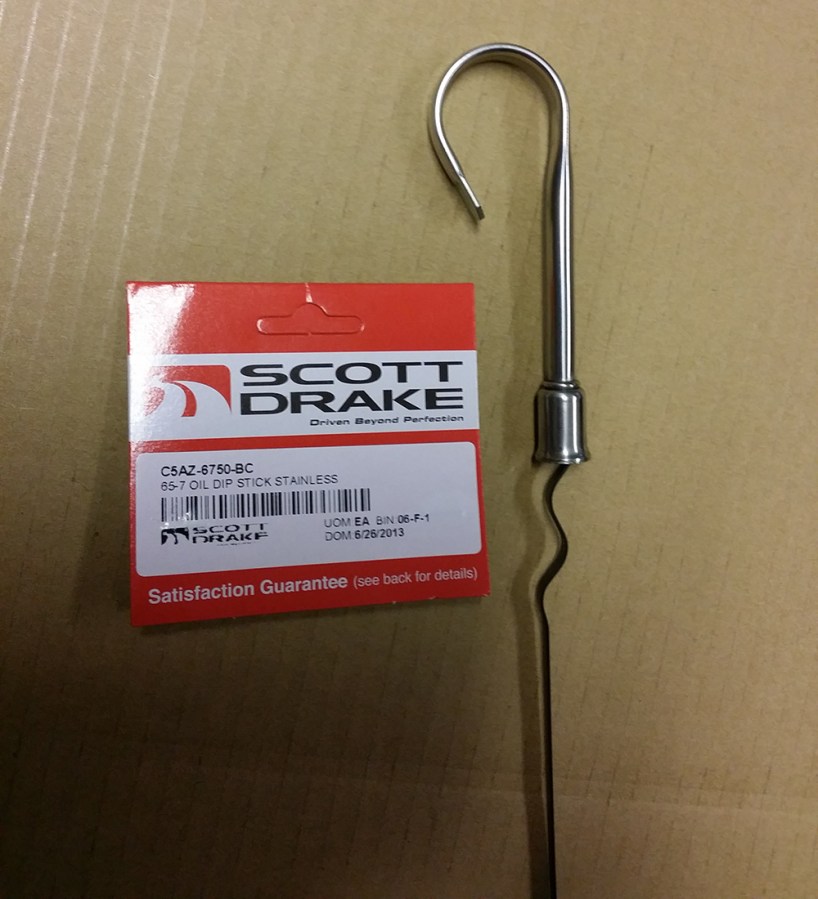 SCOTT
DRAKE
Driven Beyond Perfection
C5AZ-6750-BC
65-7 OIL DIP STICK STAINLESS
SCOTT
DRAKE
UOM:EA BIN:06-F-1
DOM:6/26/2013
Satisfaction Guarantee (see back for details)